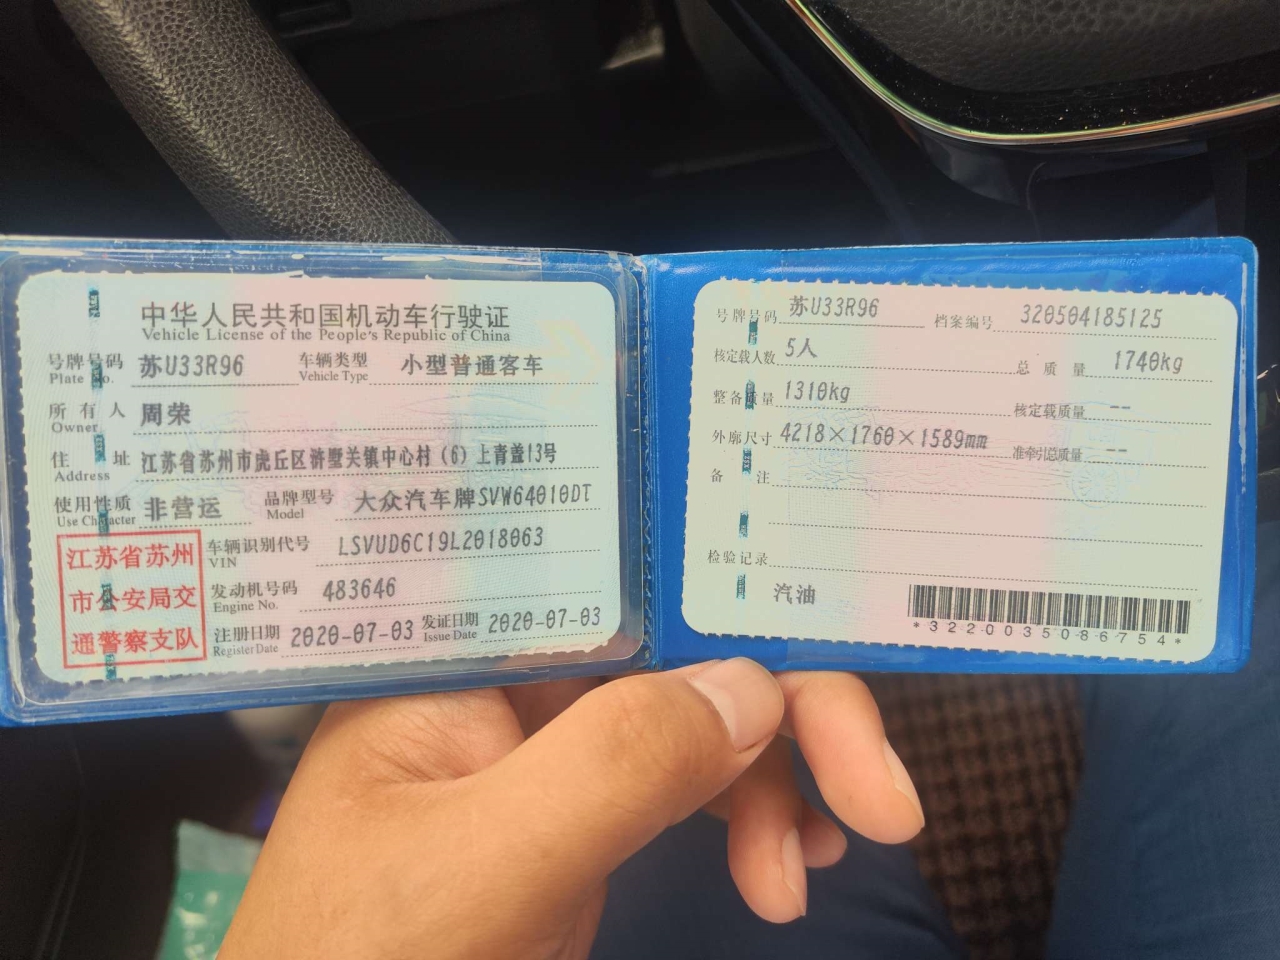 中华人民共和国机动车行驶证
Vehicle License of the People's Republic of China
号牌号码 苏U33R96 车辆类型 小型普通客车
Plate No. Vehicle Type
所有人 周荣
Owner
住址 江苏省苏州市虎丘区浒墅关镇中心村(6)上青盖13号
Address
使用性质 非营运 品牌型号 大众汽车牌SVW64010DT
Use Character Model
江苏省苏州
市公安局交
通警察支队
车辆识别代号 LSVUD6C19L2018063
VIN
发动机号码 483646
Engine No.
注册日期 2020-07-03 发证日期 2020-07-03
Register Date Issue Date
号牌号码 苏U33R96 档案编号 320504185125
核定载人数 5人 总质量 1740kg
整备质量 1310kg 核定载质量 --
外廓尺寸 4218×1760×1589mm 准牵引总质量 --
备注
检验记录
汽油
*3220035086754*